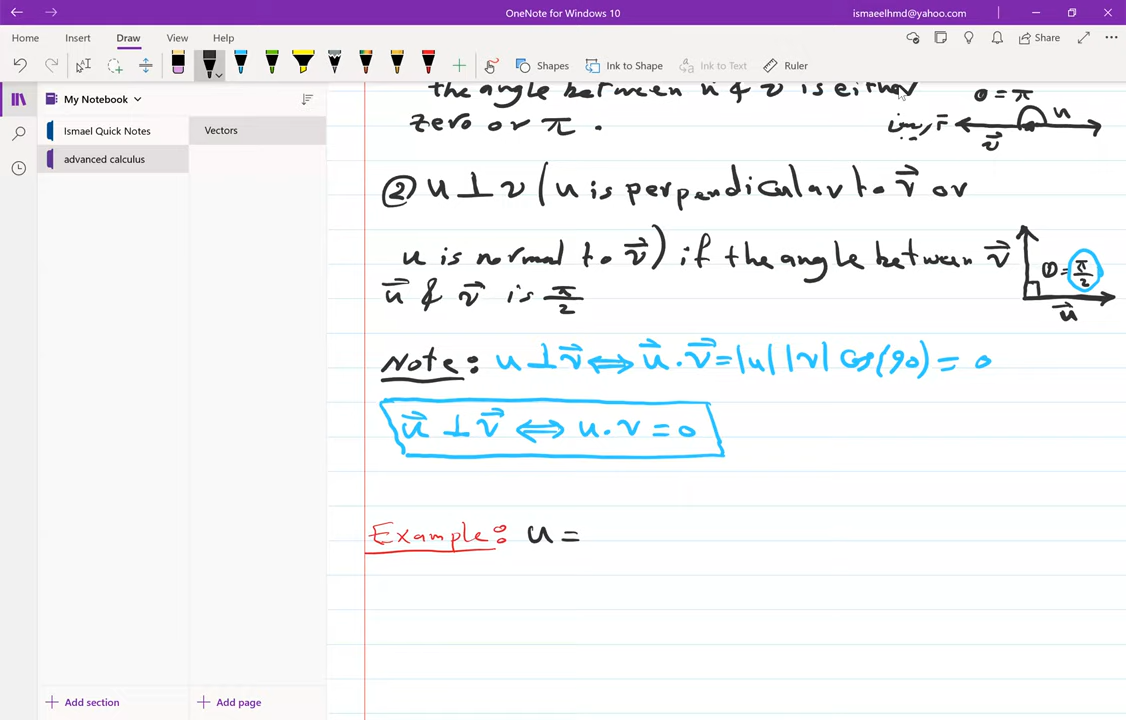 OneNote for Windows 10
ismaeelhmd@yahoo.com
Home Insert Draw View Help
Share
Shapes
Ink to Shape
Ink to Text
Ruler
My Notebook
Ismael Quick Notes
advanced calculus
Vectors
the angle between u & v is either
zero or π .
θ = π
u
v⃗
② u ⊥ v ( u is perpendicular to v⃗ or
u is normal to v⃗ ) if the angle between
u⃗ & v⃗ is π/2
v⃗
θ = π/2
u⃗
Note: u ⊥ v⃗ ⟺ u⃗ . v⃗ = |u| |v| cos(90) = 0
u⃗ ⊥ v⃗ ⟺ u . v = 0
Example: u =
Add section
Add page